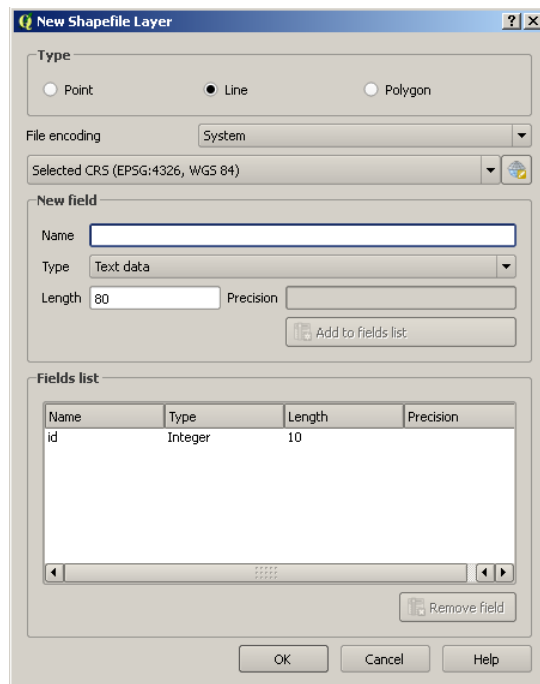 New Shapefile Layer
Type
Point Line Polygon
File encoding System
Selected CRS (EPSG:4326, WGS 84)
New field
Name
Type Text data
Length 80 Precision
Add to fields list
Fields list
Name Type Length Precision
id Integer 10
Remove field
OK Cancel Help